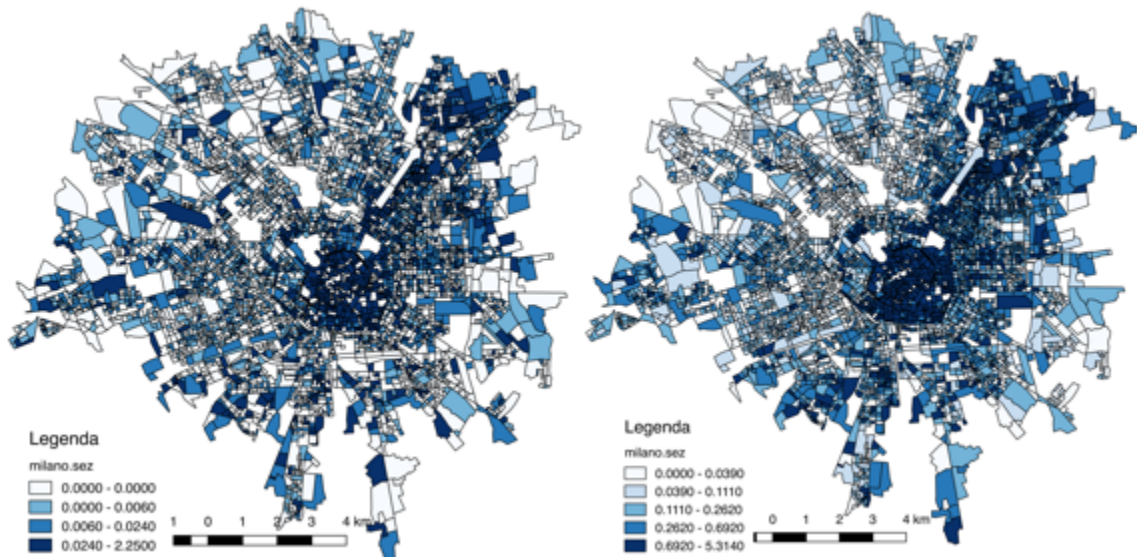 Legenda
milano.sez
0.0000 - 0.0000
0.0000 - 0.0060
0.0060 - 0.0240
0.0240 - 2.2500
1 0 1 2 3 4 km
Legenda
milano.sez
0.0000 - 0.0390
0.0390 - 0.1110
0.1110 - 0.2620
0.2620 - 0.6920
0.6920 - 5.3140
0 1 2 3 4 km